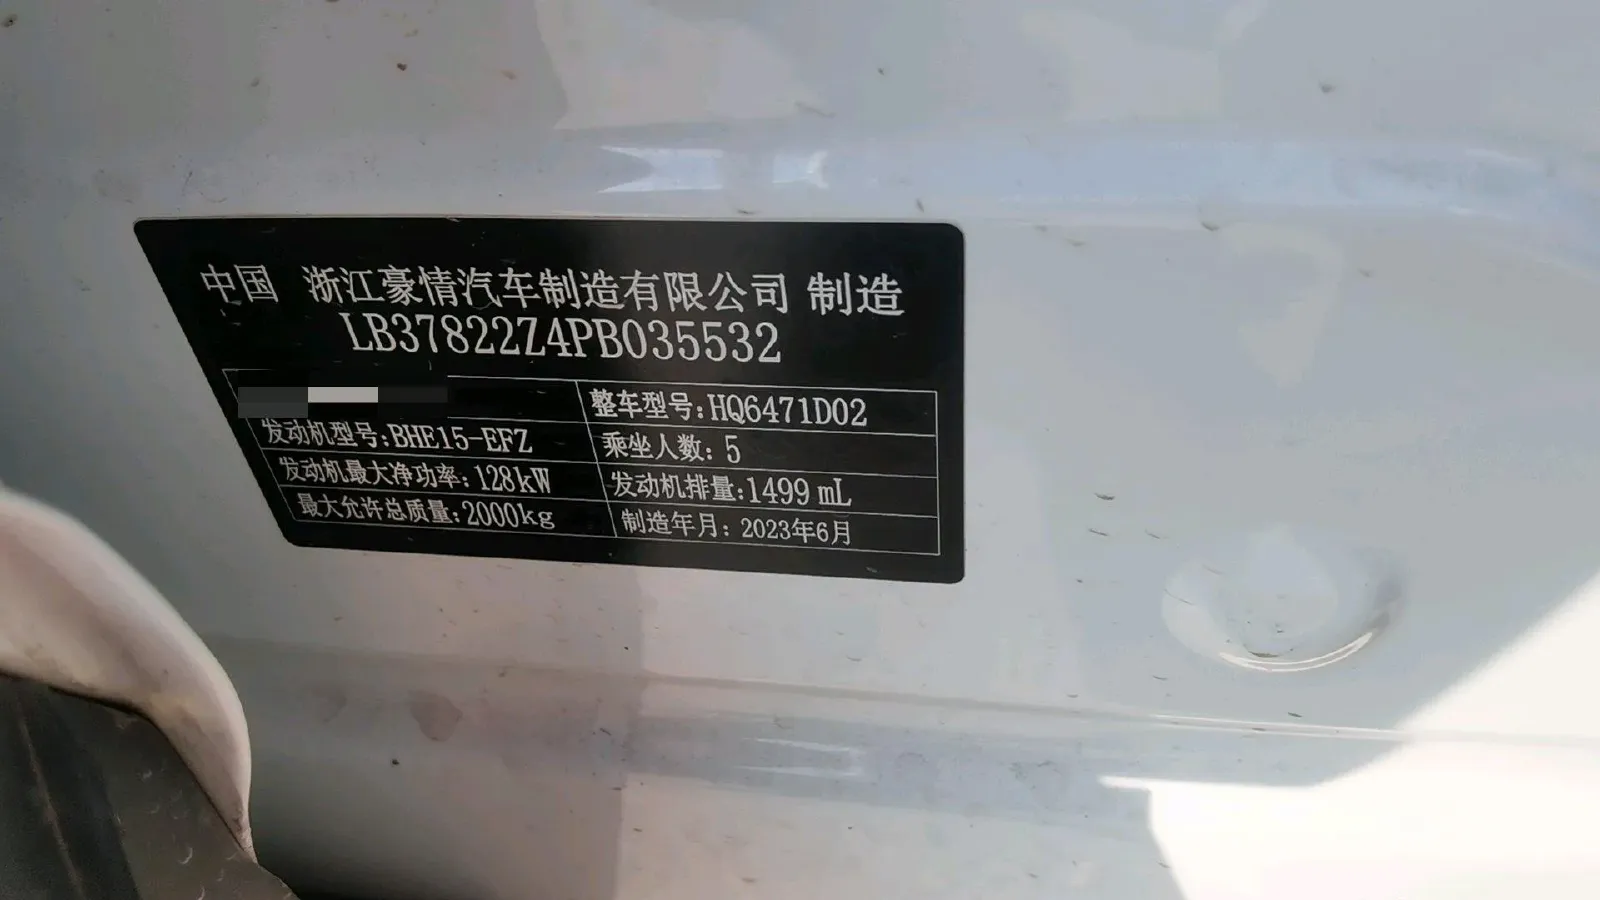 中国 浙江豪情汽车制造有限公司 制造
LB37822Z4PB035532
整车型号:HQ6471D02
发动机型号:BHE15-EFZ 乘坐人数:5
发动机最大净功率:128kW 发动机排量:1499 mL
最大允许总质量:2000kg 制造年月:2023年6月